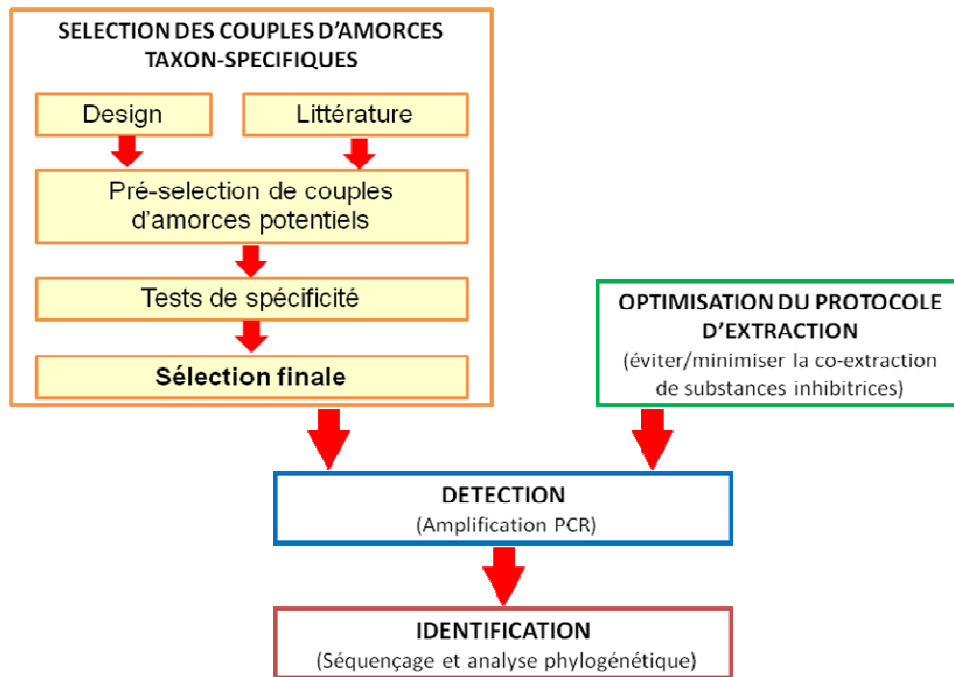 SELECTION DES COUPLES D'AMORCES
TAXON-SPECIFIQUES
Design
Littérature
Pré-selection de couples
d'amorces potentiels
Tests de spécificité
Sélection finale
OPTIMISATION DU PROTOCOLE
D'EXTRACTION
(éviter/minimiser la co-extraction
de substances inhibitrices)
DETECTION
(Amplification PCR)
IDENTIFICATION
(Séquençage et analyse phylogénétique)